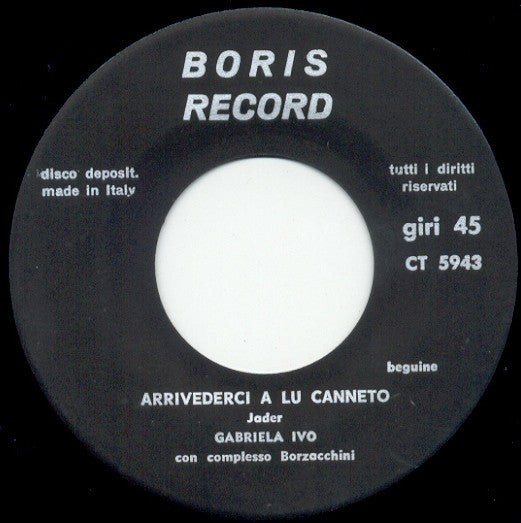 BORIS
RECORD
disco deposit.
made in Italy
tutti i diritti
riservati
giri 45
CT 5943
beguine
ARRIVEDERCI A LU CANNETO
Jader
GABRIELA IVO
con complesso Borzacchini